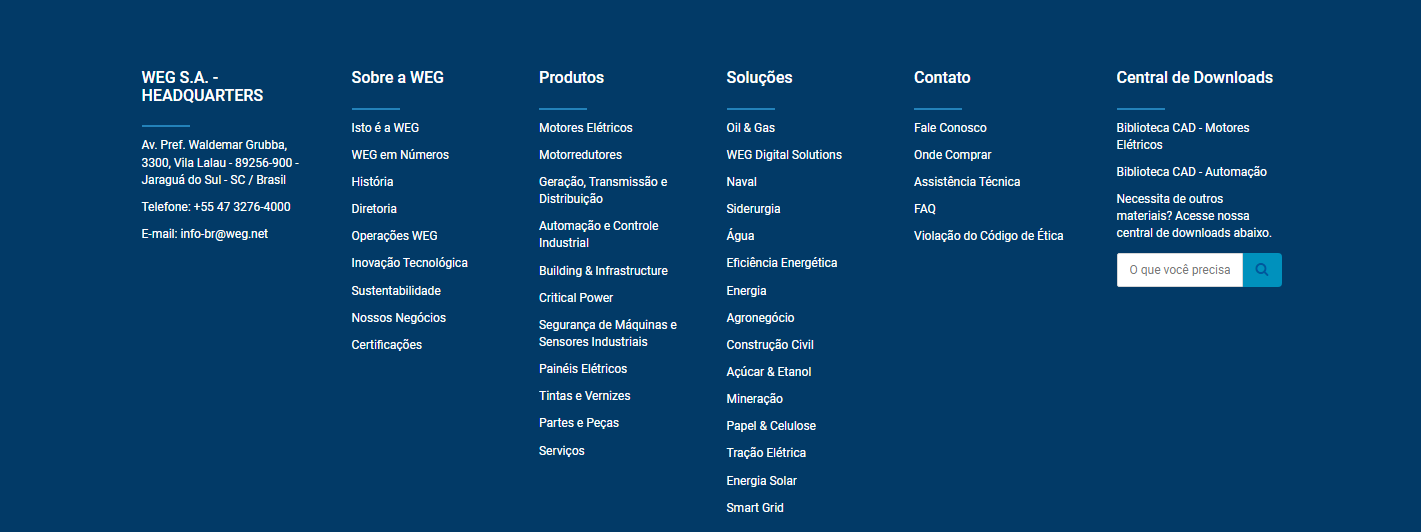 WEG S.A. -
HEADQUARTERS
Av. Pref. Waldemar Grubba,
3300, Vila Lalau - 89256-900 -
Jaraguá do Sul - SC / Brasil
Telefone: +55 47 3276-4000
E-mail: info-br@weg.net
Sobre a WEG
Isto é a WEG
WEG em Números
História
Diretoria
Operações WEG
Inovação Tecnológica
Sustentabilidade
Nossos Negócios
Certificações
Produtos
Motores Elétricos
Motorredutores
Geração, Transmissão e
Distribuição
Automação e Controle
Industrial
Building & Infrastructure
Critical Power
Segurança de Máquinas e
Sensores Industriais
Painéis Elétricos
Tintas e Vernizes
Partes e Peças
Serviços
Soluções
Oil & Gas
WEG Digital Solutions
Naval
Siderurgia
Água
Eficiência Energética
Energia
Agronegócio
Construção Civil
Açúcar & Etanol
Mineração
Papel & Celulose
Tração Elétrica
Energia Solar
Smart Grid
Contato
Fale Conosco
Onde Comprar
Assistência Técnica
FAQ
Violação do Código de Ética
Central de Downloads
Biblioteca CAD - Motores
Elétricos
Biblioteca CAD - Automação
Necessita de outros
materiais? Acesse nossa
central de downloads abaixo.
O que você precisa